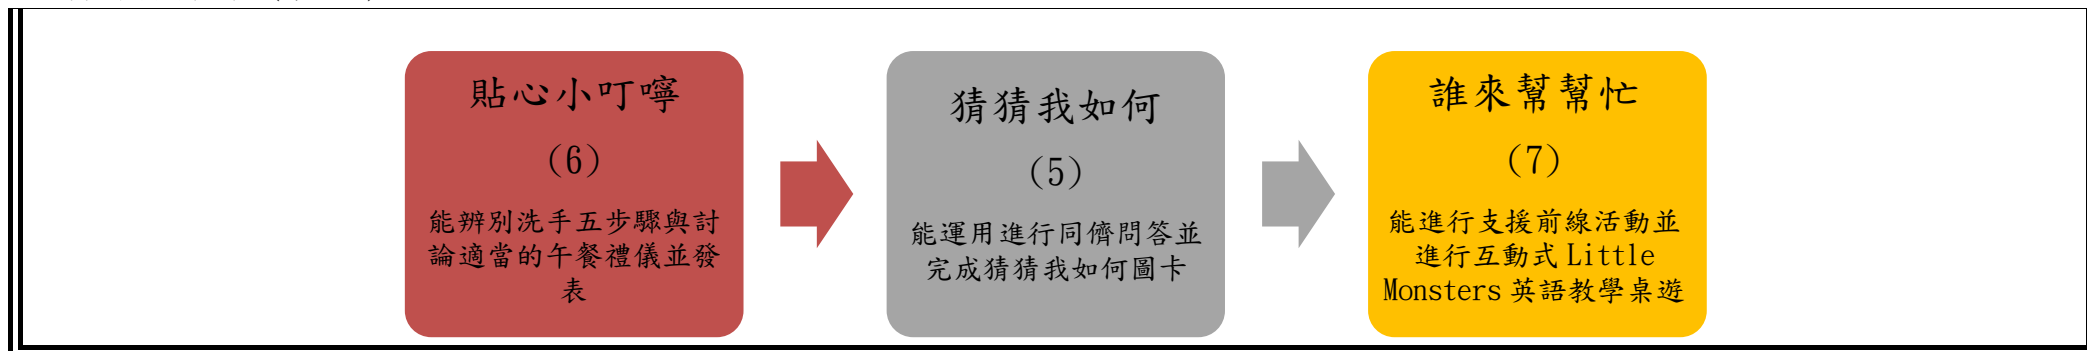 貼心小叮嚀
(6)
能辨別洗手五步驟與討
論適當的午餐禮儀並發
表
猜猜我如何
(5)
能運用進行同儕問答並
完成猜猜我如何圖卡
誰來幫幫忙
(7)
能進行支援前線活動並
進行互動式 Little
Monsters 英語教學桌遊